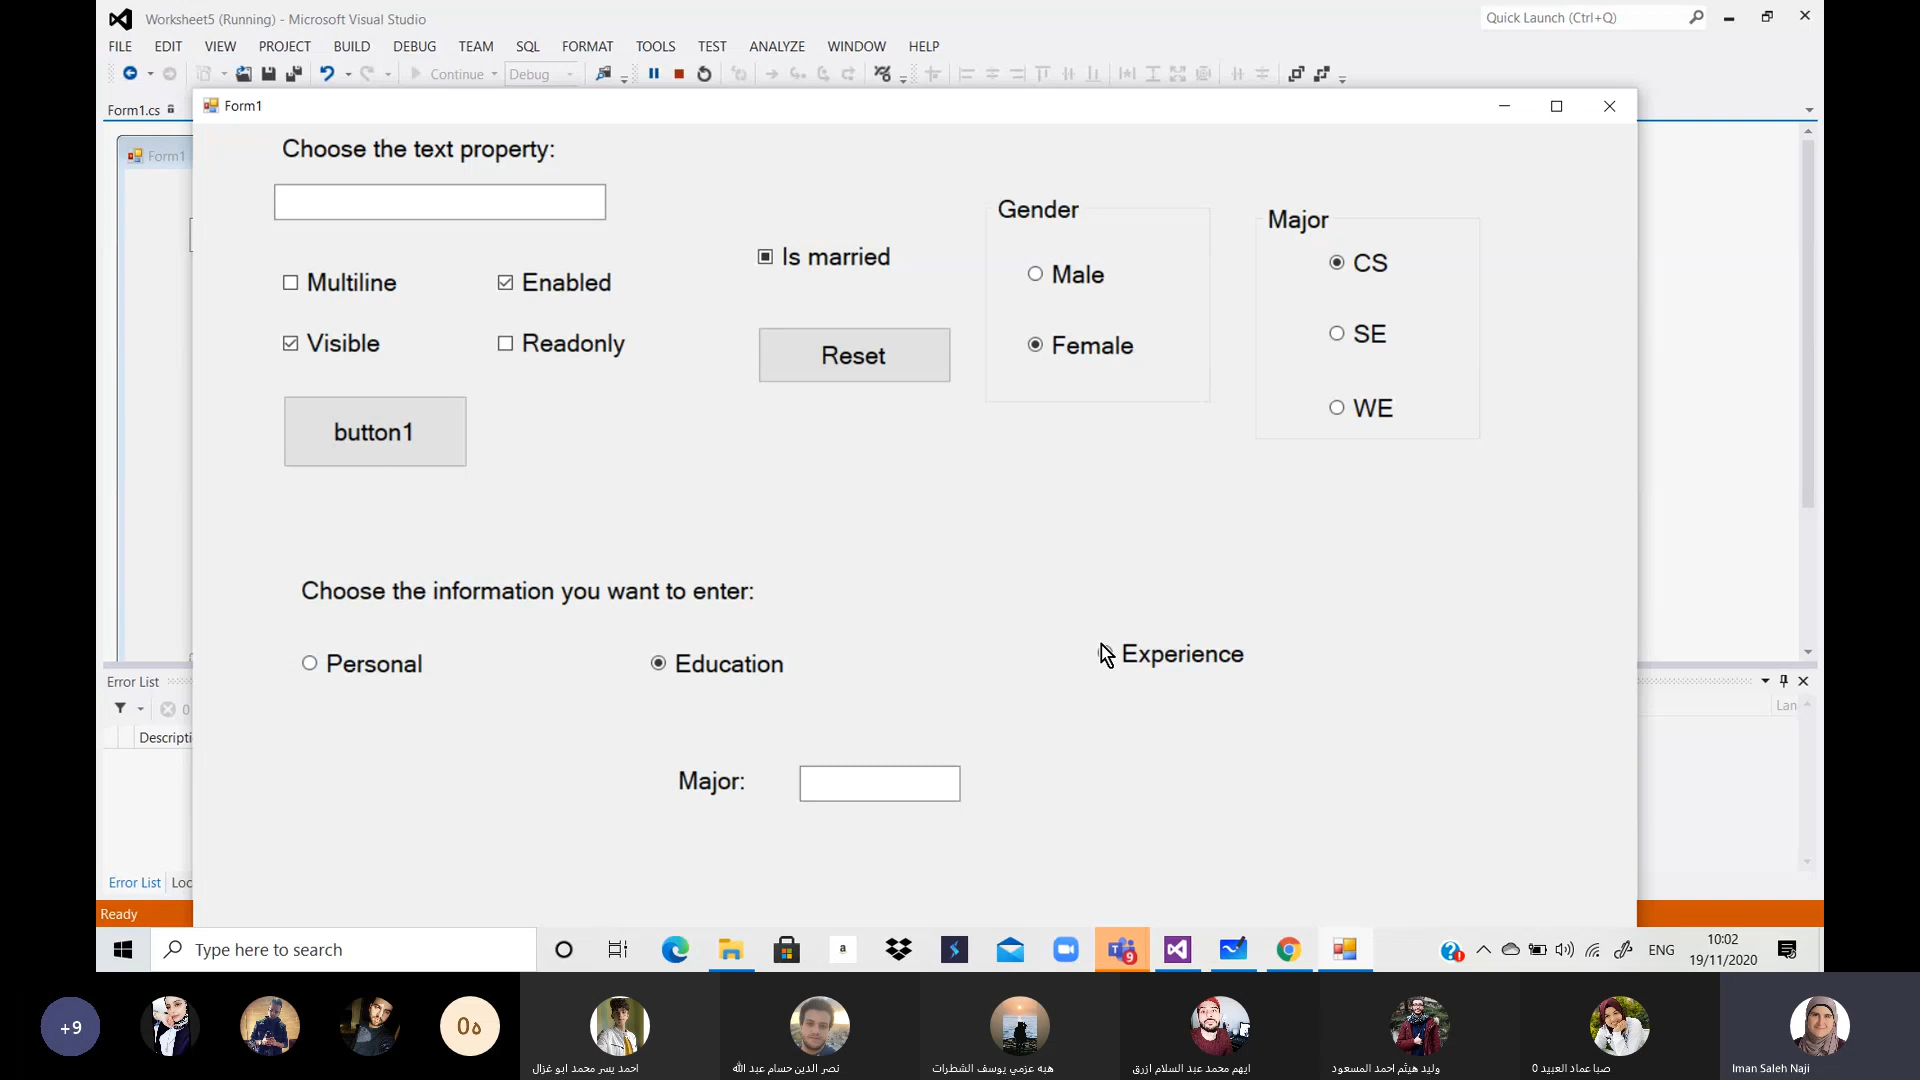 Worksheet5 (Running) - Microsoft Visual Studio
Quick Launch (Ctrl+Q)
FILE EDIT VIEW PROJECT BUILD DEBUG TEAM SQL FORMAT TOOLS TEST ANALYZE WINDOW HELP
Continue Debug
Form1.cs
Form1
Form1
Choose the text property:
Gender
Major
Is married
CS
Male
Multiline Enabled
SE
Visible Readonly
Reset
Female
WE
button1
Choose the information you want to enter:
Personal Education Experience
Error List
0
Lan
Descripti
Major:
Error List Loc
Ready
Type here to search
a
9
ENG
10:02
19/11/2020
+9
احمد يسر محمد ابو غزال
نصر الدين حسام عبد الله
هبه عزمي يوسف الشطرات
ايهم محمد عبد السلام ازرق
وليد هيثم احمد المسعود
صبا عماد العبيد 0
Iman Saleh Naji